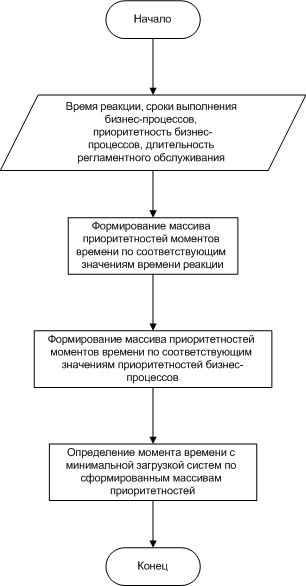 Начало
Время реакции, сроки выполнения
бизнес-процессов,
приоритетность бизнес-
процессов, длительность
регламентного обслуживания
Формирование массива
приоритетностей моментов
времени по соответствующим
значениям времени реакции
Формирование массива приоритетностей
моментов времени по соответствующим
значениям приоритетностей бизнес-
процессов
Определение момента времени с
минимальной загрузкой систем по
сформированным массивам
приоритетностей
Конец